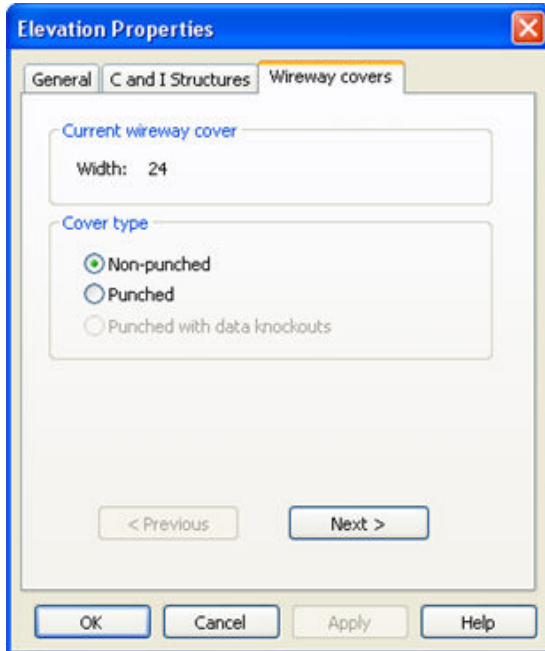 Elevation Properties
General C and I Structures Wireway covers
Current wireway cover
Width: 24
Cover type
Non-punched
Punched
Punched with data knockouts
< Previous Next >
OK Cancel Apply Help